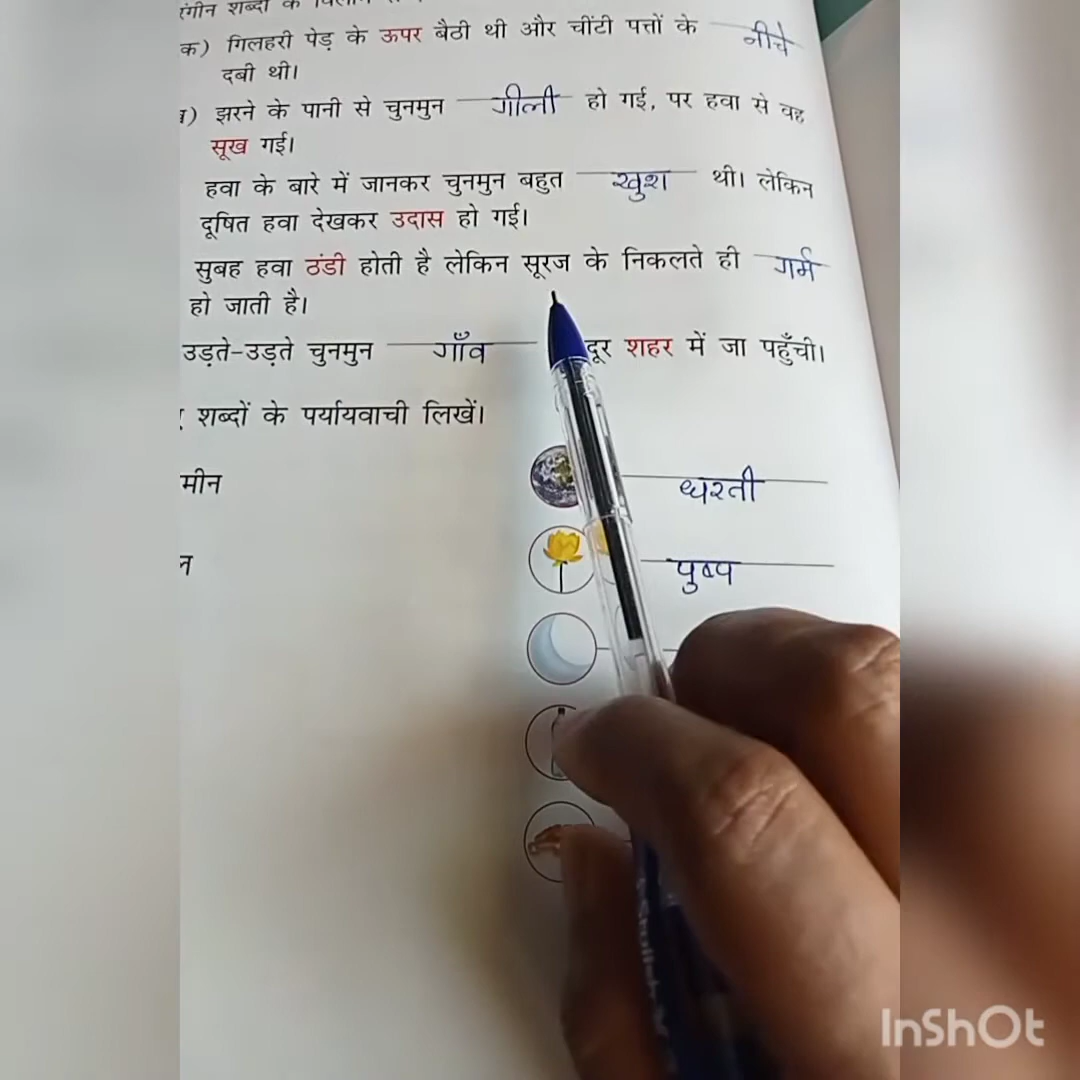 रंगीन शब्दों के विलोम
क) गिलहरी पेड़ के ऊपर बैठी थी और चींटी पत्तों के नीचे
दबी थी।
झरने के पानी से चुनमुन गीली हो गई, पर हवा से वह
सूख गई।
हवा के बारे में जानकर चुनमुन बहुत खुश थी। लेकिन
दूषित हवा देखकर उदास हो गई।
सुबह हवा ठंडी होती है लेकिन सूरज के निकलते ही गर्म
हो जाती है।
उड़ते-उड़ते चुनमुन गाँव दूर शहर में जा पहुँची।
शब्दों के पर्यायवाची लिखें।
मीन धरती
न पुष्प
InShOt